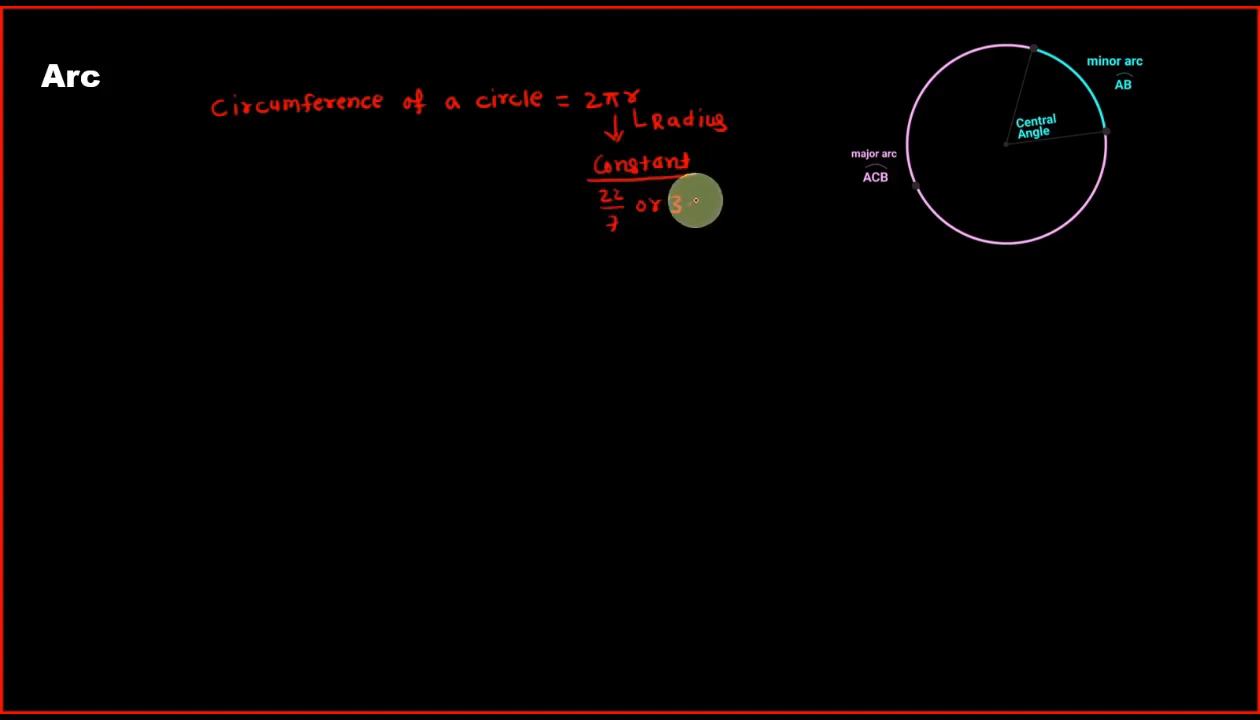 Arc
Circumference of a circle = 2πr
Radius
Constant
22/7 or 3.
minor arc
AB
Central
Angle
major arc
ACB